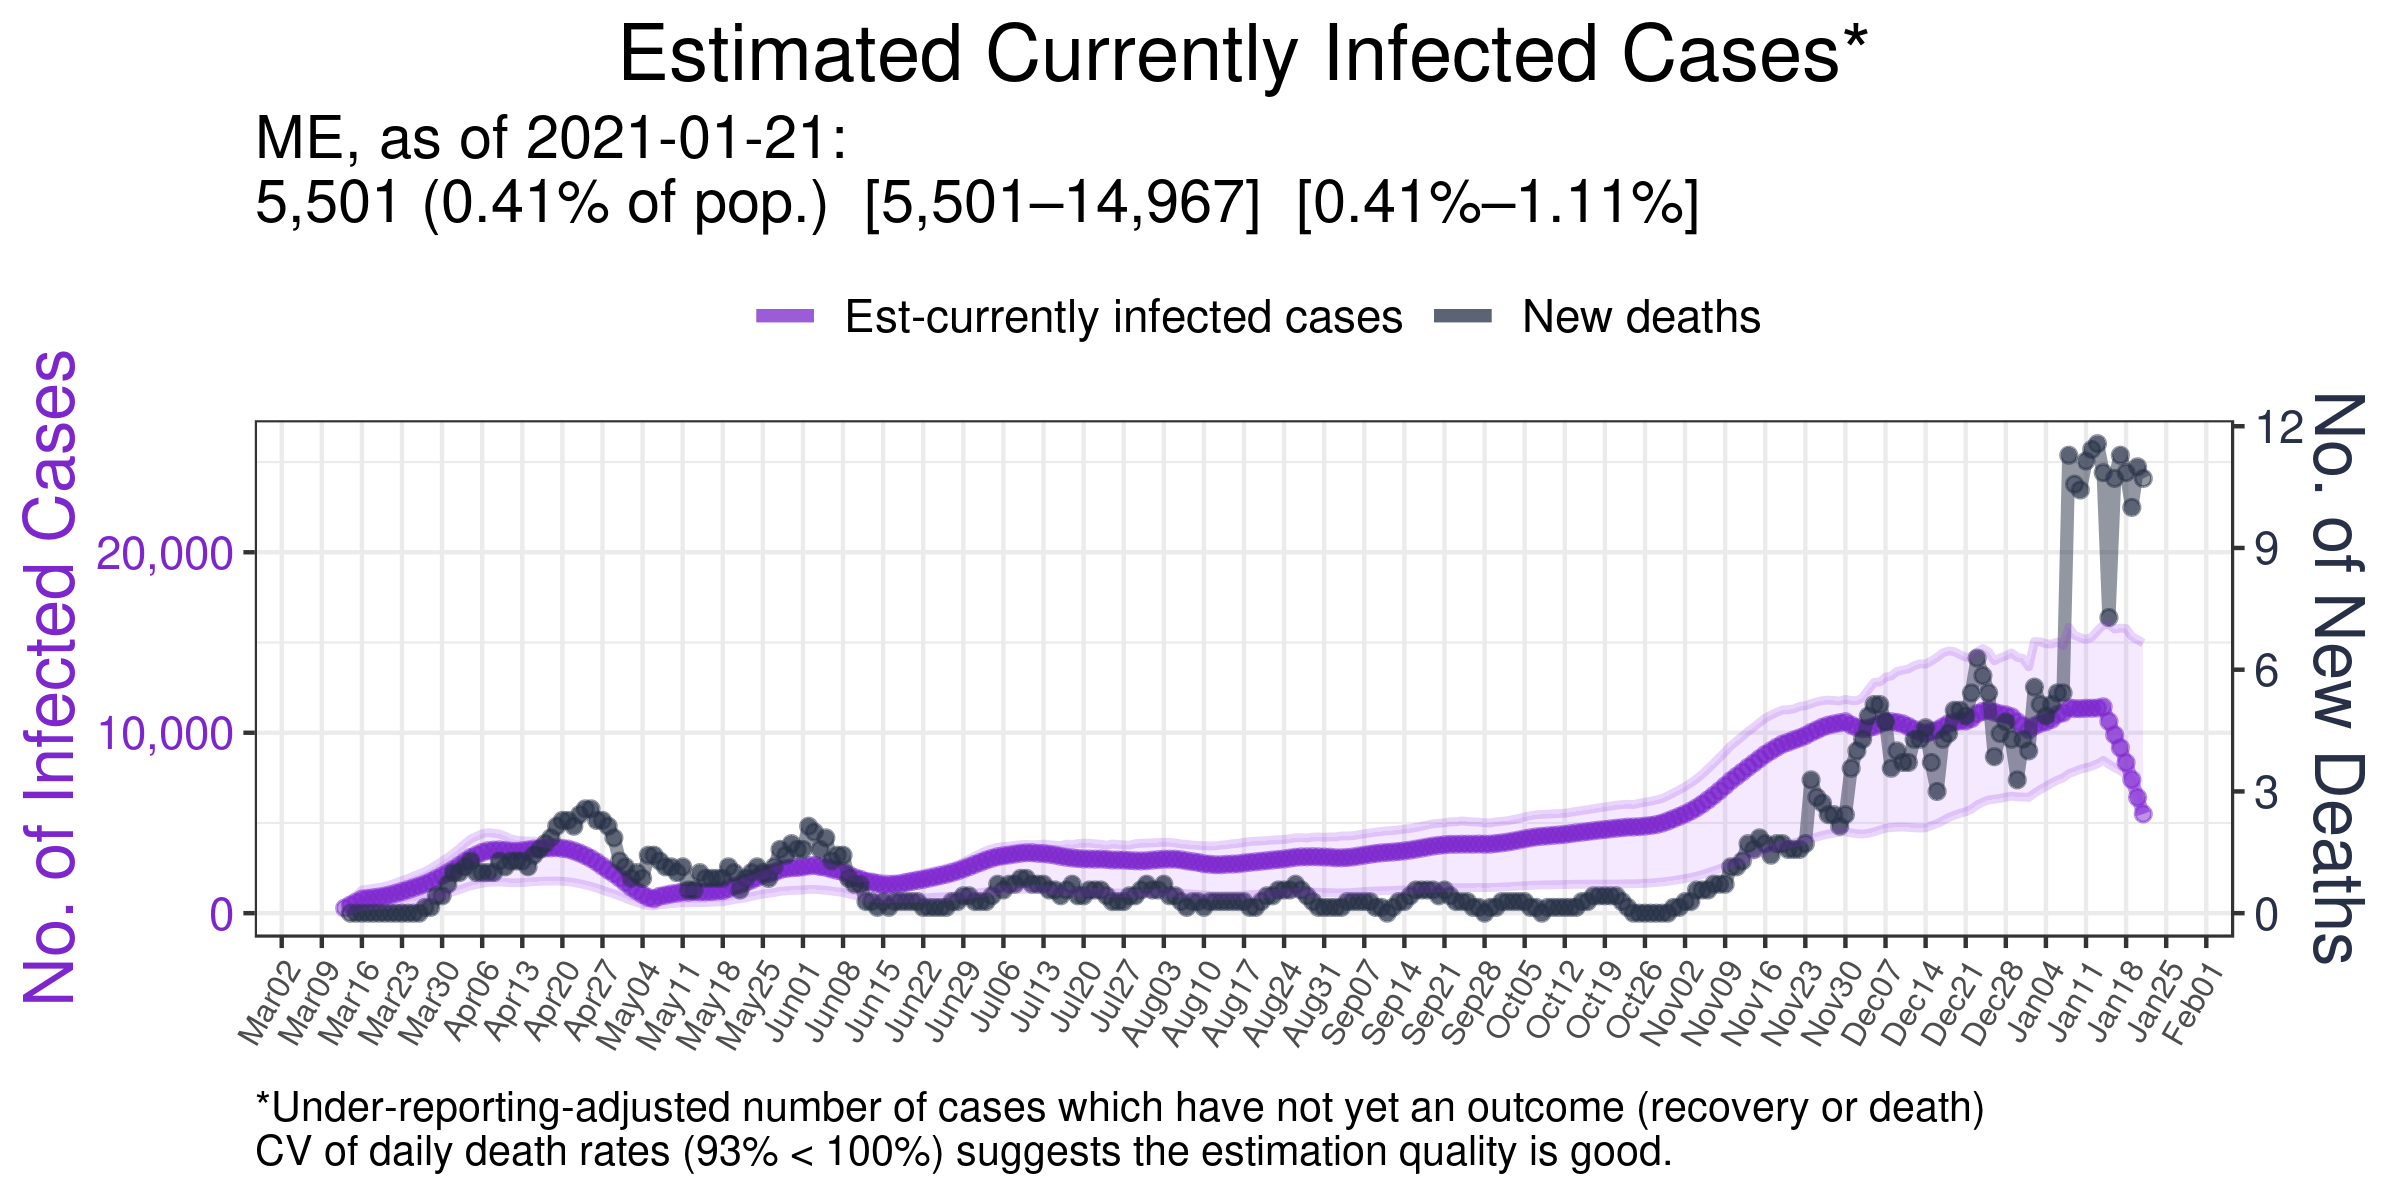 Estimated Currently Infected Cases*
ME, as of 2021-01-21:
5,501 (0.41% of pop.)  [5,501–14,967]  [0.41%–1.11%]
Est-currently infected cases
New deaths
No. of Infected Cases
20,000
10,000
0
12
9
6
3
0
No. of New Deaths
Mar02
Mar09
Mar16
Mar23
Mar30
Apr06
Apr13
Apr20
Apr27
May04
May11
May18
May25
Jun01
Jun08
Jun15
Jun22
Jun29
Jul06
Jul13
Jul20
Jul27
Aug03
Aug10
Aug17
Aug24
Aug31
Sep07
Sep14
Sep21
Sep28
Oct05
Oct12
Oct19
Oct26
Nov02
Nov09
Nov16
Nov23
Nov30
Dec07
Dec14
Dec21
Dec28
Jan04
Jan11
Jan18
Jan25
Feb01
*Under-reporting-adjusted number of cases which have not yet an outcome (recovery or death)
CV of daily death rates (93% < 100%) suggests the estimation quality is good.